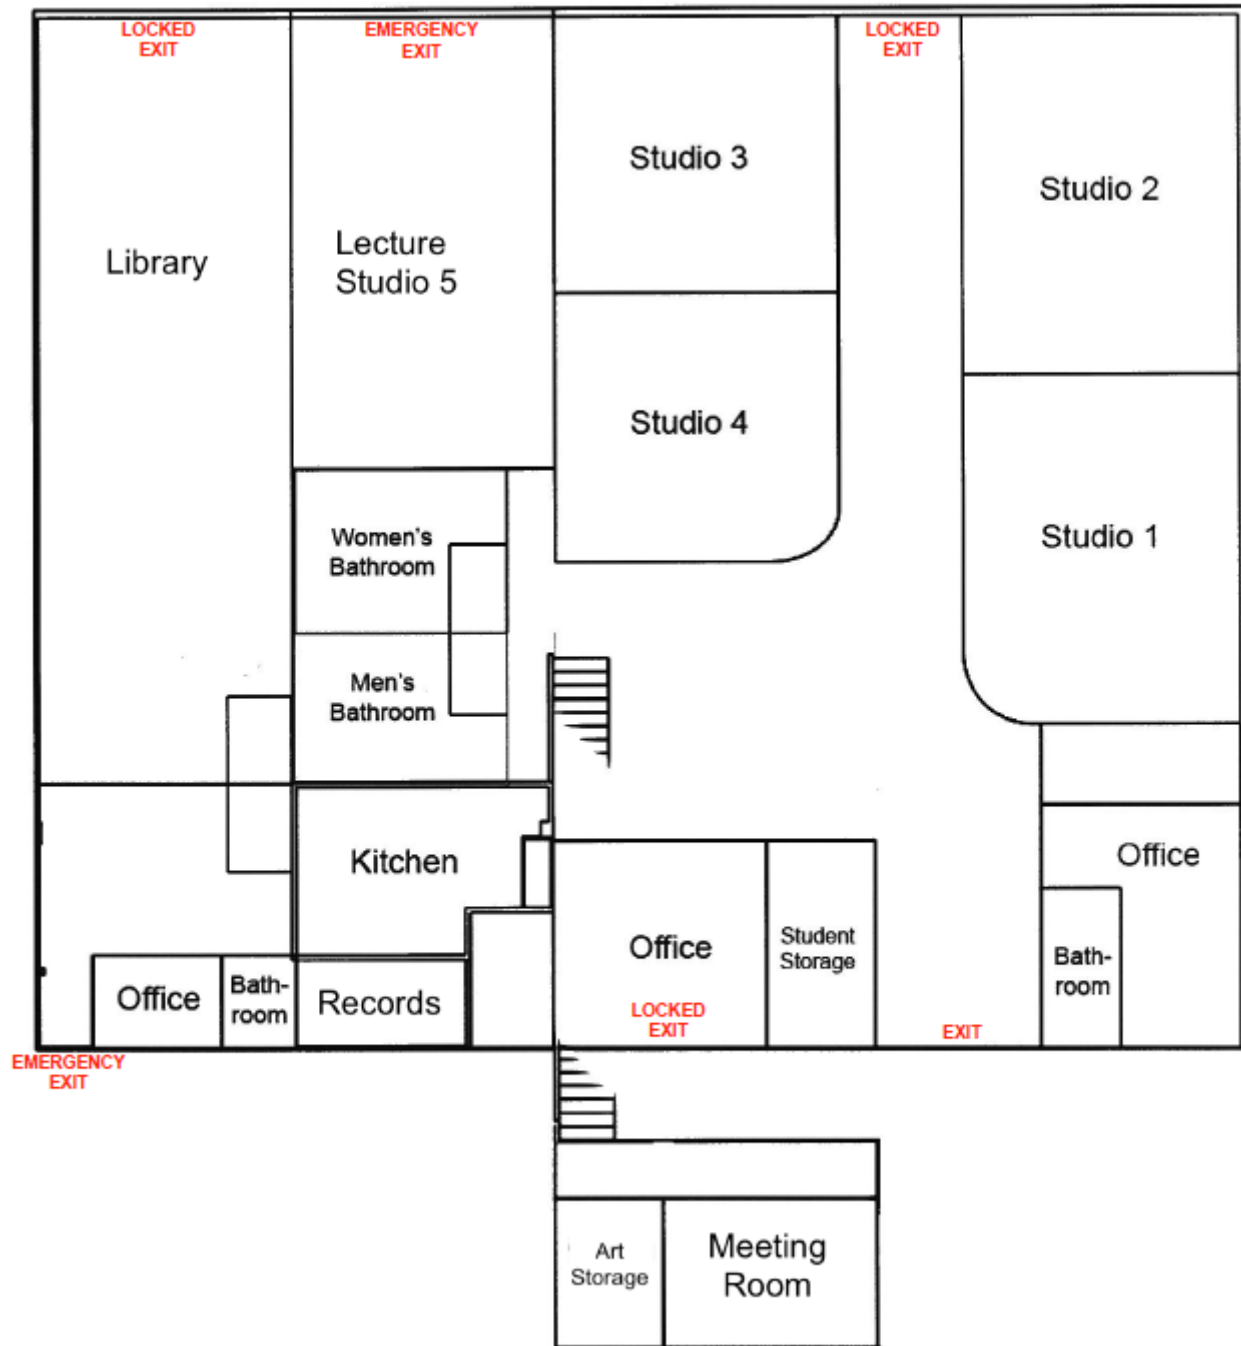 LOCKED
EXIT
EMERGENCY
EXIT
LOCKED
EXIT
Studio 3
Studio 2
Lecture
Studio 5
Library
Studio 4
Women's
Bathroom
Studio 1
Men's
Bathroom
Kitchen
Office
Office
Student
Storage
Bath-
room
Office
Bath-
room
Records
LOCKED
EXIT
EXIT
EMERGENCY
EXIT
Art
Storage
Meeting
Room